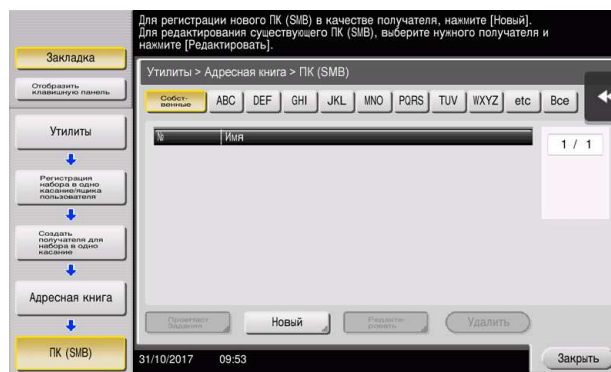 Для регистрации нового ПК (SMB) в качестве получателя, нажмите [Новый].
Для редактирования существующего ПК (SMB), выберите нужного получателя и
нажмите [Редактировать].
Закладка
Отобразить
клавишную панель
Утилиты
Регистрация
набора в одно
касание/ящика
пользователя
Создать
получателя для
набора в одно
касание
Адресная книга
ПК (SMB)
Утилиты > Адресная книга > ПК (SMB)
Собст-
венные
ABC
DEF
GHI
JKL
MNO
PQRS
TUV
WXYZ
etc
Все
№
Имя
1 / 1
Новый
Редакти-
ровать
Удалить
31/10/2017
09:53
Закрыть